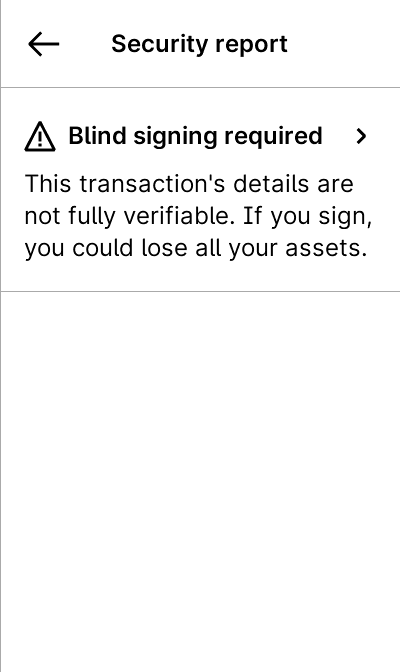 Security report
Blind signing required
This transaction's details are
not fully verifiable. If you sign,
you could lose all your assets.